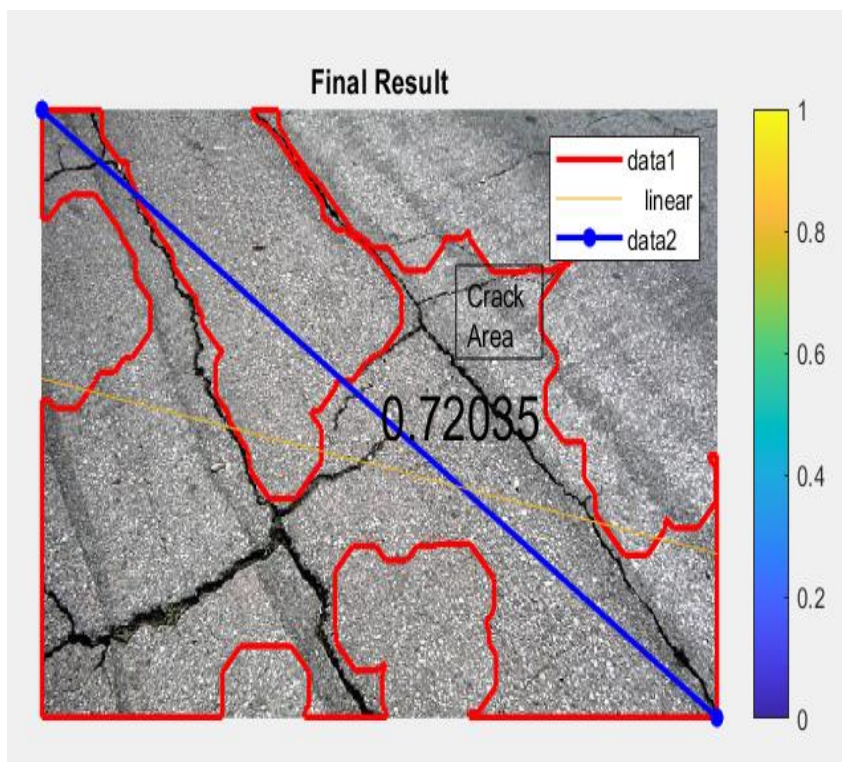 Final Result
data1
linear
data2
Crack
Area
0.72035
1
0.8
0.6
0.4
0.2
0